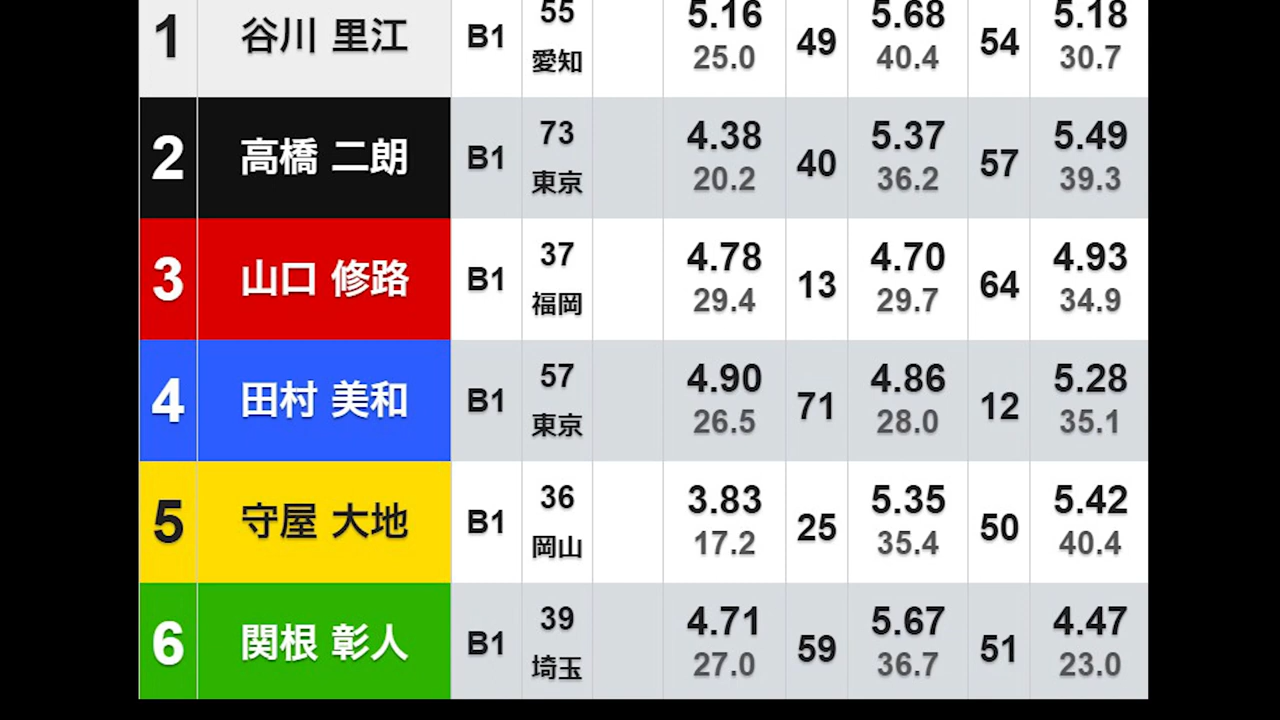 1 谷川 里江 B1 55 愛知 5.16 25.0 49 5.68 40.4 54 5.18 30.7
2 高橋 二朗 B1 73 東京 4.38 20.2 40 5.37 36.2 57 5.49 39.3
3 山口 修路 B1 37 福岡 4.78 29.4 13 4.70 29.7 64 4.93 34.9
4 田村 美和 B1 57 東京 4.90 26.5 71 4.86 28.0 12 5.28 35.1
5 守屋 大地 B1 36 岡山 3.83 17.2 25 5.35 35.4 50 5.42 40.4
6 関根 彰人 B1 39 埼玉 4.71 27.0 59 5.67 36.7 51 4.47 23.0